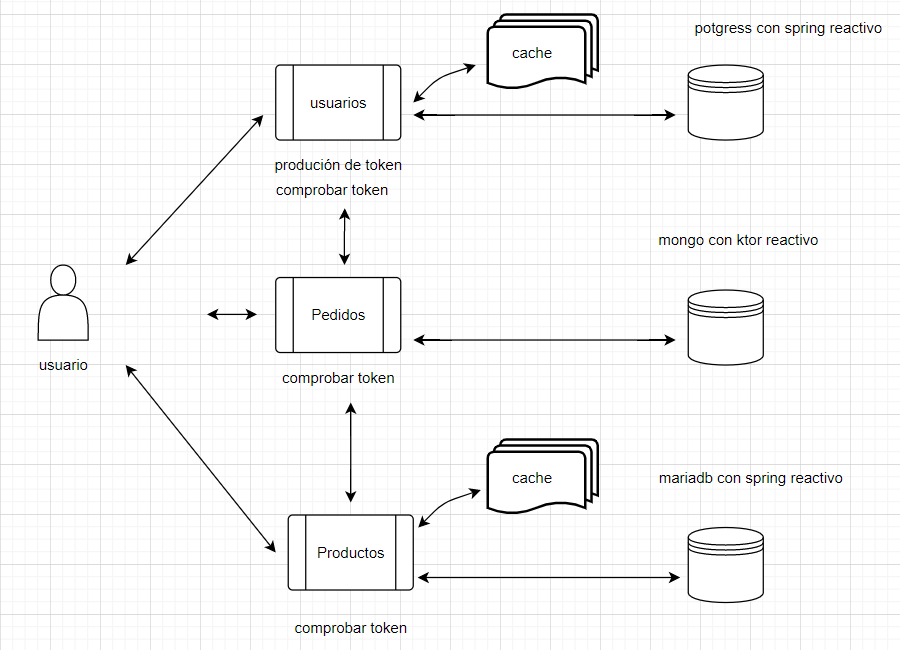 potgress con spring reactivo
cache
usuarios
produción de token
comprobar token
mongo con ktor reactivo
Pedidos
usuario
comprobar token
cache
mariadb con spring reactivo
Productos
comprobar token